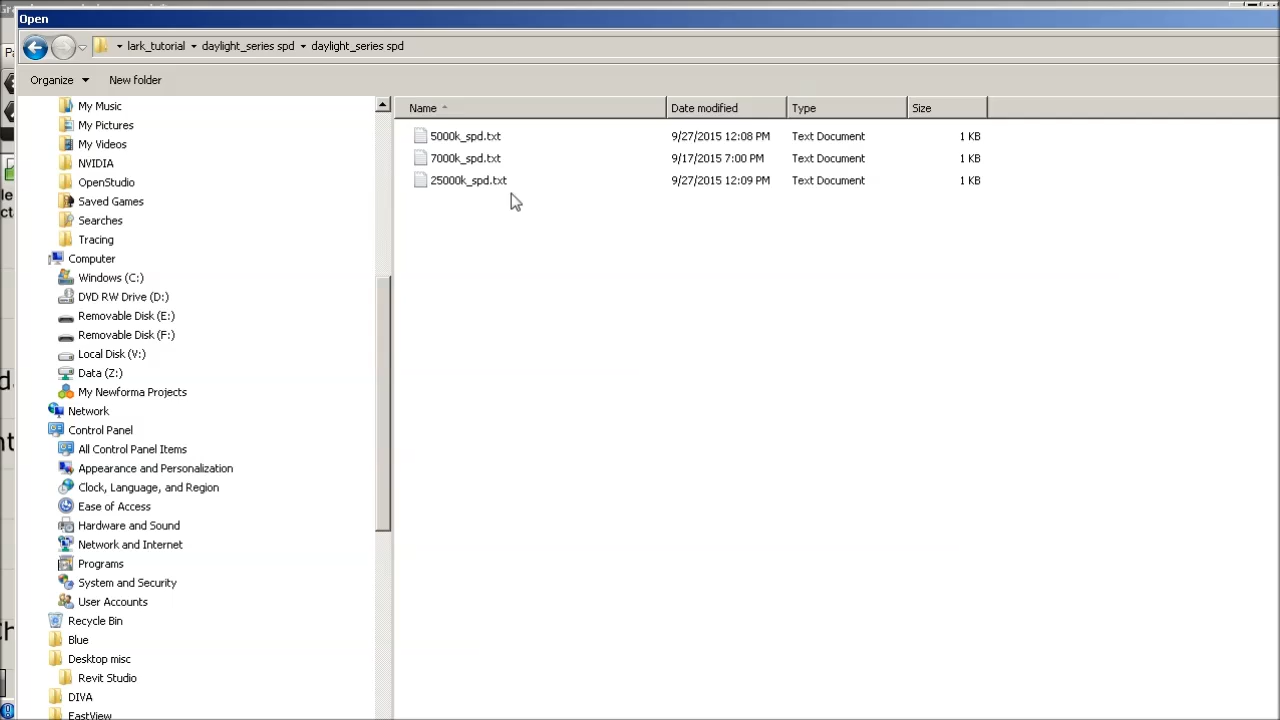 Open
lark_tutorial daylight_series spd daylight_series spd
Organize New folder
Name Date modified Type Size
5000k_spd.txt 9/27/2015 12:08 PM Text Document 1 KB
7000k_spd.txt 9/17/2015 7:00 PM Text Document 1 KB
25000k_spd.txt 9/27/2015 12:09 PM Text Document 1 KB
My Music
My Pictures
My Videos
NVIDIA
OpenStudio
Saved Games
Searches
Tracing
Computer
Windows (C:)
DVD RW Drive (D:)
Removable Disk (E:)
Removable Disk (F:)
Local Disk (V:)
Data (Z:)
My Newforma Projects
Network
Control Panel
All Control Panel Items
Appearance and Personalization
Clock, Language, and Region
Ease of Access
Hardware and Sound
Network and Internet
Programs
System and Security
User Accounts
Recycle Bin
Blue
Desktop misc
Revit Studio
DIVA
EastView